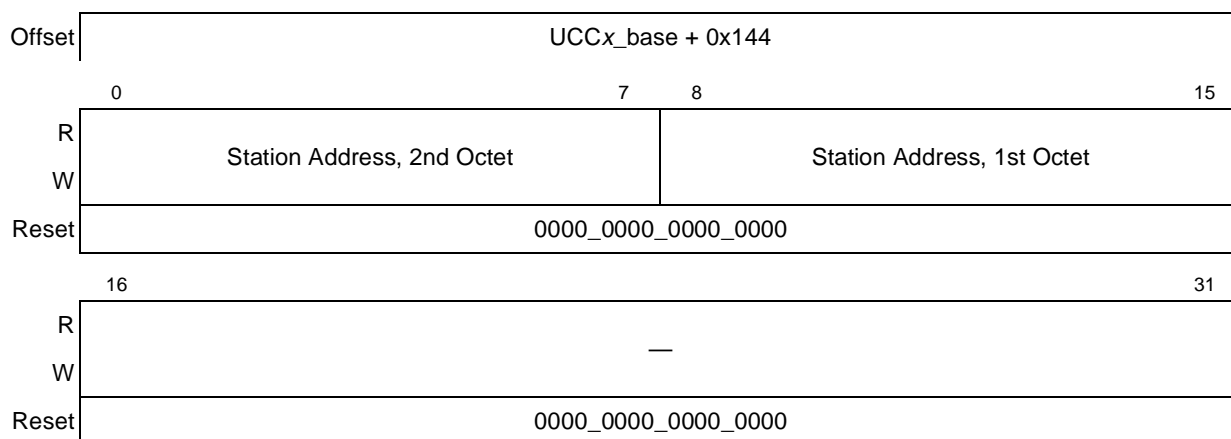 Offset UCCx_base + 0x144
0 7 8 15
R
Station Address, 2nd Octet Station Address, 1st Octet
W
Reset 0000_0000_0000_0000
16 31
R
—
W
Reset 0000_0000_0000_0000